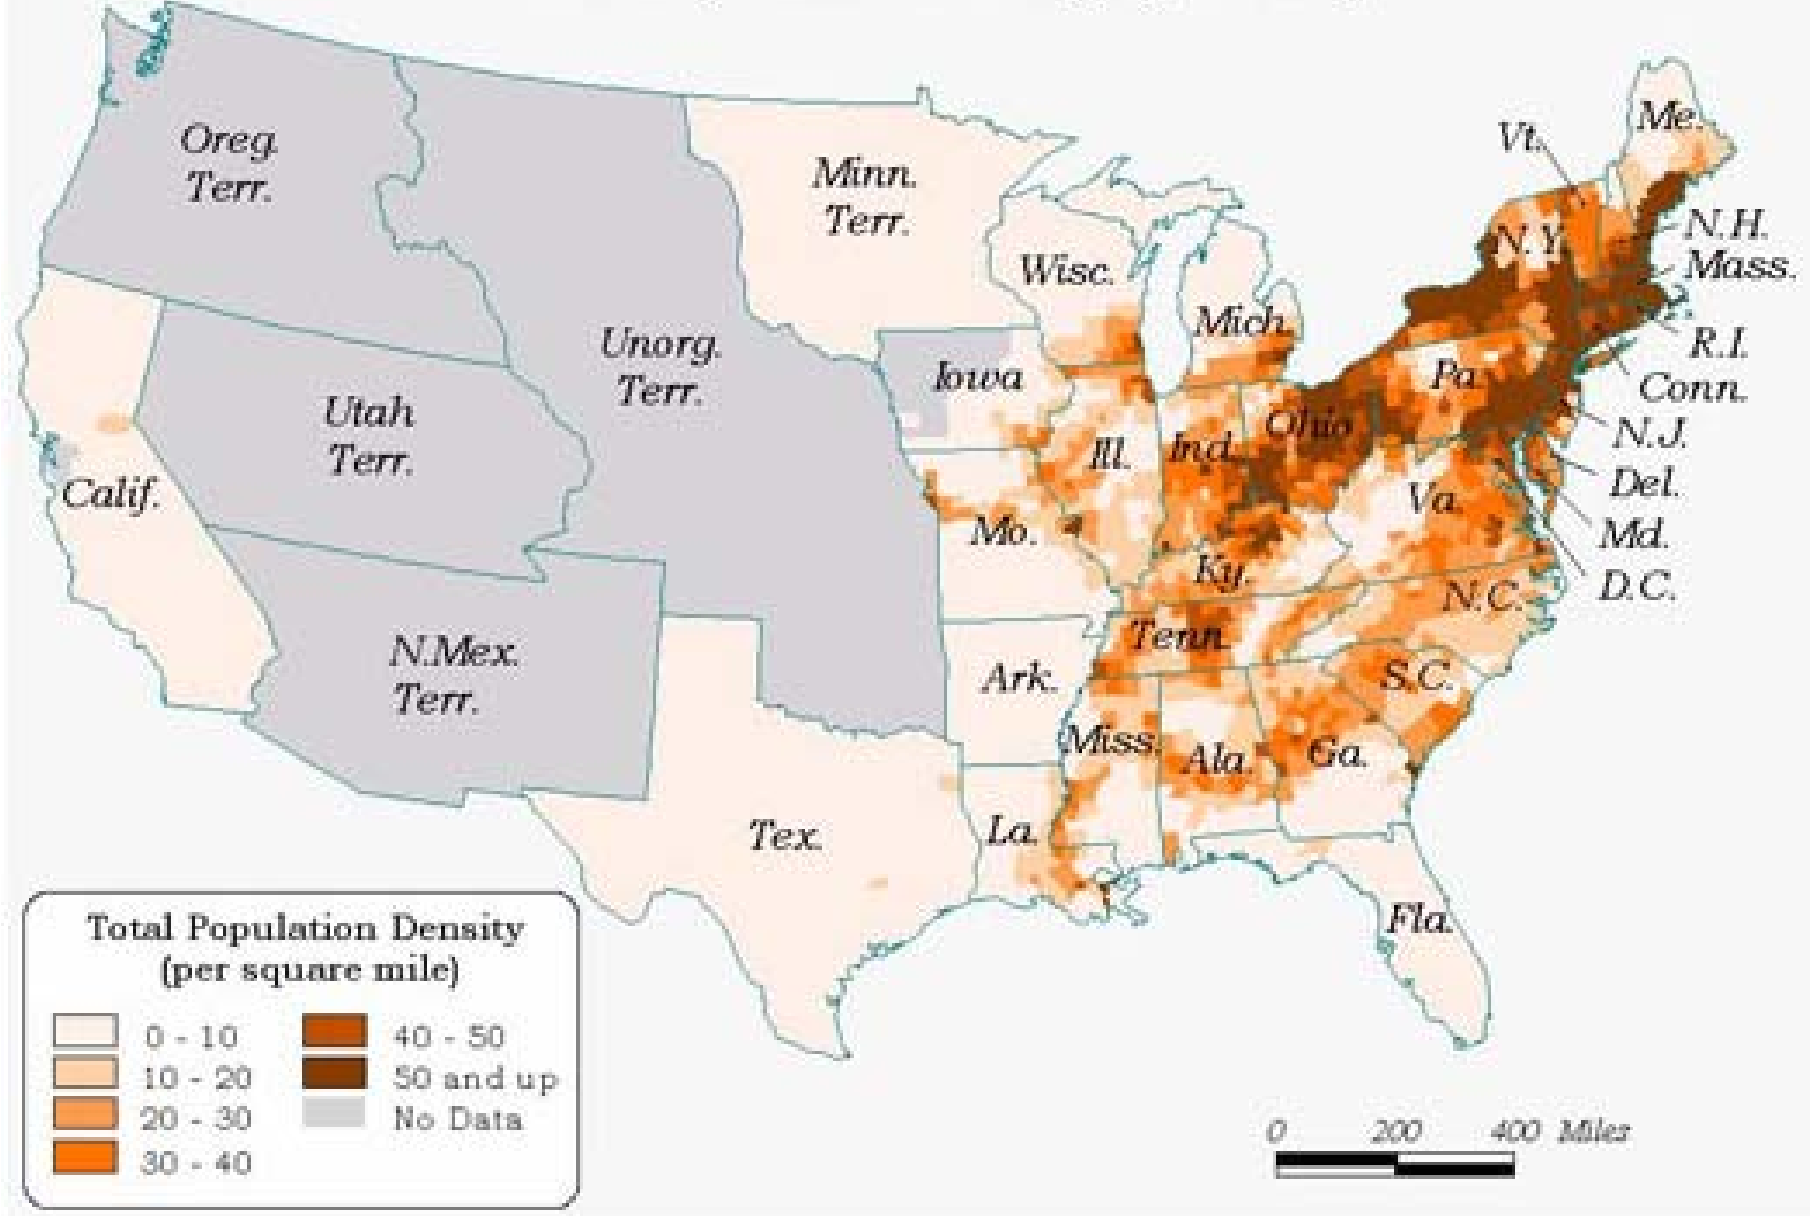 Oreg.
Terr.
Minn.
Terr.
Wisc.
Mich.
Me.
Vt.
N.Y.
N.H.
Mass.
R.I.
Conn.
N.J.
Del.
Md.
D.C.
Unorg.
Terr.
Iowa
Pa.
Ohio
Utah
Terr.
Ill.
Ind.
Va.
Calif.
Mo.
Ky.
N.C.
Tenn.
N.Mex.
Terr.
Ark.
S.C.
Miss.
Ala.
Ga.
Tex.
La.
Fla.
Total Population Density
(per square mile)
0 - 10
10 - 20
20 - 30
30 - 40
40 - 50
50 and up
No Data
0 200 400 Miles